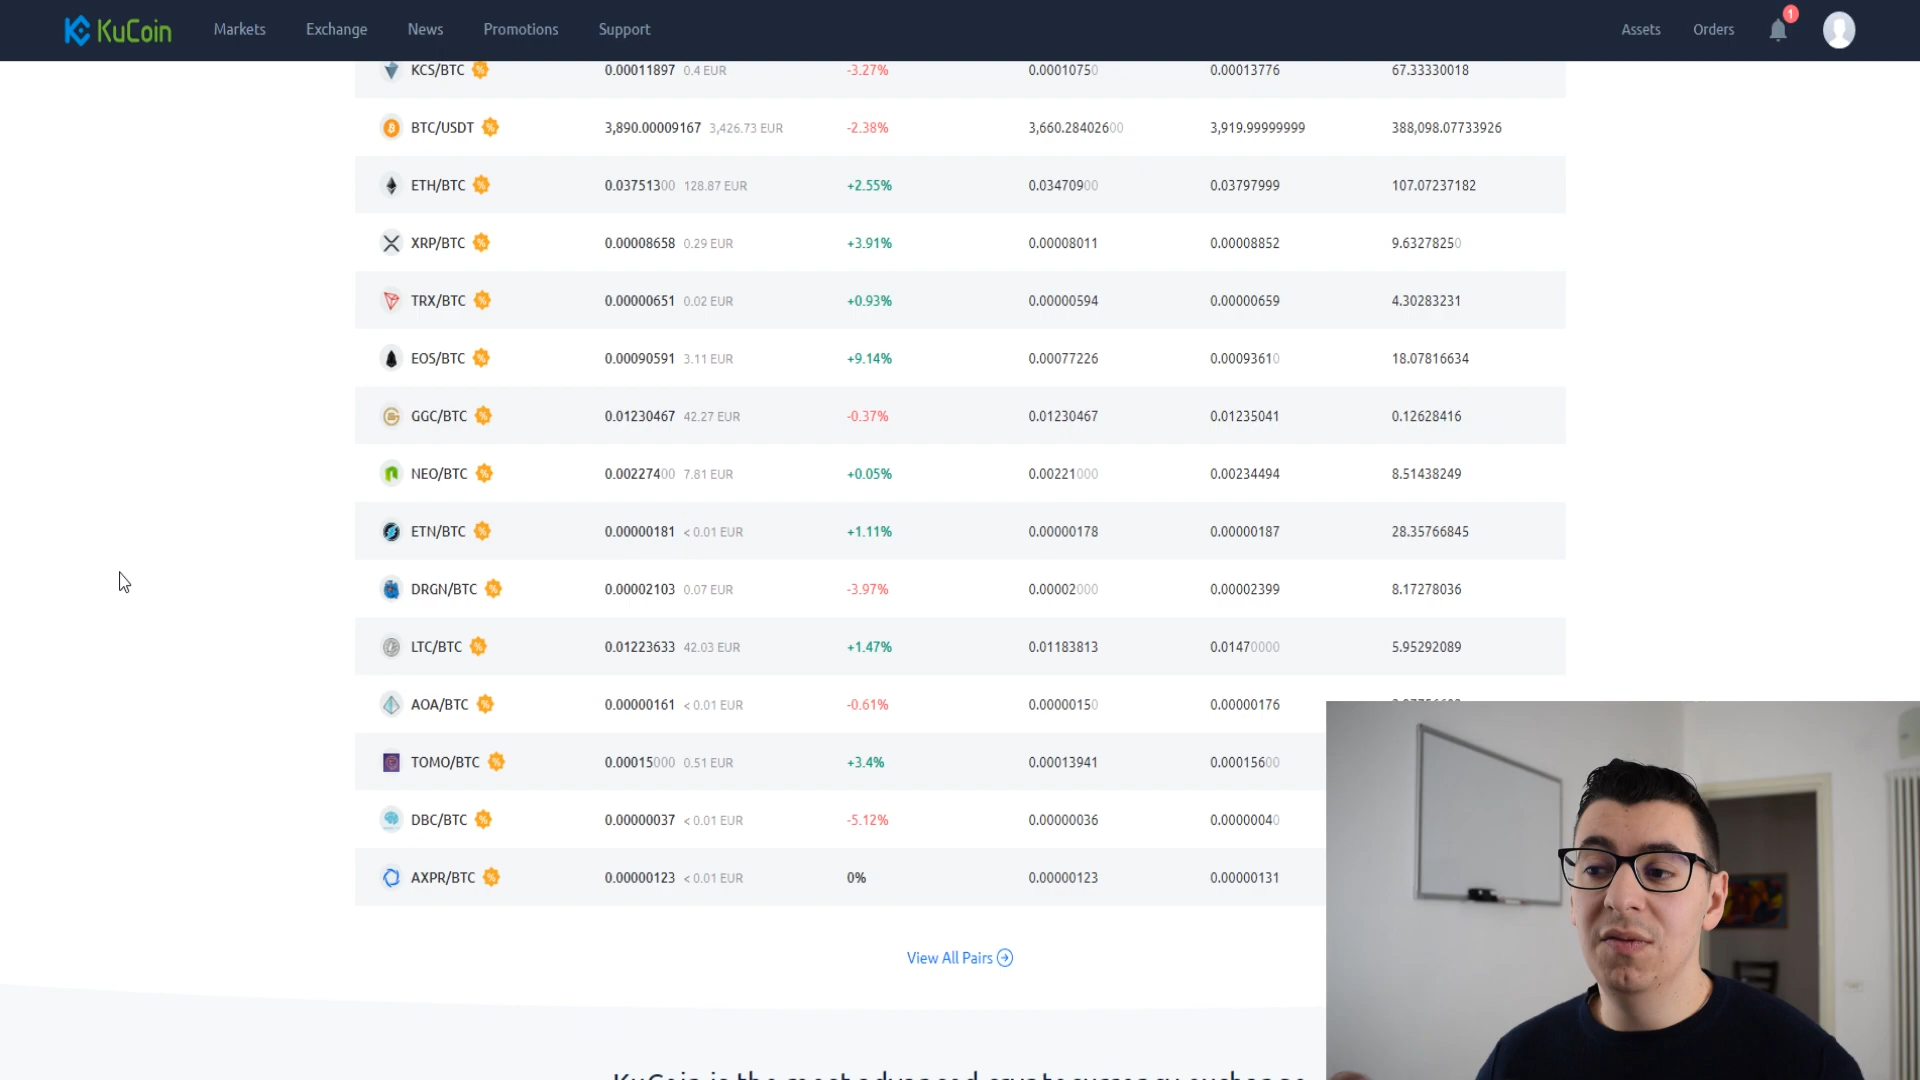 KuCoin Markets Exchange News Promotions Support Assets Orders 1
KCS/BTC % 0.00011897 0.4 EUR -3.27% 0.00010750 0.00013776 67.33330018
BTC/USDT % 3,890.00009167 3,426.73 EUR -2.38% 3,660.28402600 3,919.99999999 388,098.07733926
ETH/BTC % 0.03751300 128.87 EUR +2.55% 0.03470900 0.03797999 107.07237182
XRP/BTC % 0.00008658 0.29 EUR +3.91% 0.00008011 0.00008852 9.63278250
TRX/BTC % 0.00000651 0.02 EUR +0.93% 0.00000594 0.00000659 4.30283231
EOS/BTC % 0.00090591 3.11 EUR +9.14% 0.00077226 0.00093610 18.07816634
GGC/BTC % 0.01230467 42.27 EUR -0.37% 0.01230467 0.01235041 0.12628416
NEO/BTC % 0.00227400 7.81 EUR +0.05% 0.00221000 0.00234494 8.51438249
ETN/BTC % 0.00000181 < 0.01 EUR +1.11% 0.00000178 0.00000187 28.35766845
DRGN/BTC % 0.00002103 0.07 EUR -3.97% 0.00002000 0.00002399 8.17278036
LTC/BTC % 0.01223633 42.03 EUR +1.47% 0.01183813 0.01470000 5.95292089
AOA/BTC % 0.00000161 < 0.01 EUR -0.61% 0.00000150 0.00000176
TOMO/BTC % 0.00015000 0.51 EUR +3.4% 0.00013941 0.00015600
DBC/BTC % 0.00000037 < 0.01 EUR -5.12% 0.00000036 0.00000040
AXPR/BTC % 0.00000123 < 0.01 EUR 0% 0.00000123 0.00000131
View All Pairs
KuCoin is the most advanced cryptocurrency exchange